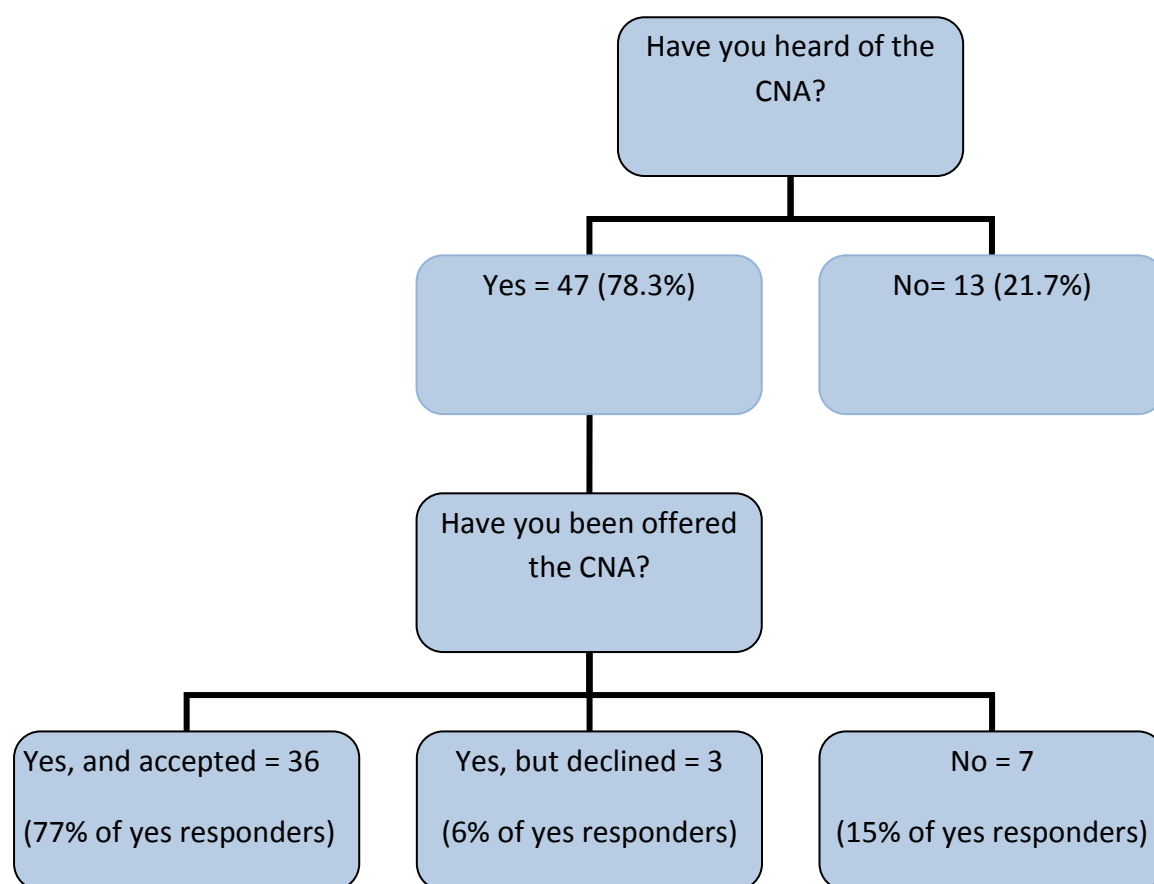 Have you heard of the
CNA?
Yes = 47 (78.3%)
No= 13 (21.7%)
Have you been offered
the CNA?
Yes, and accepted = 36
(77% of yes responders)
Yes, but declined = 3
(6% of yes responders)
No = 7
(15% of yes responders)